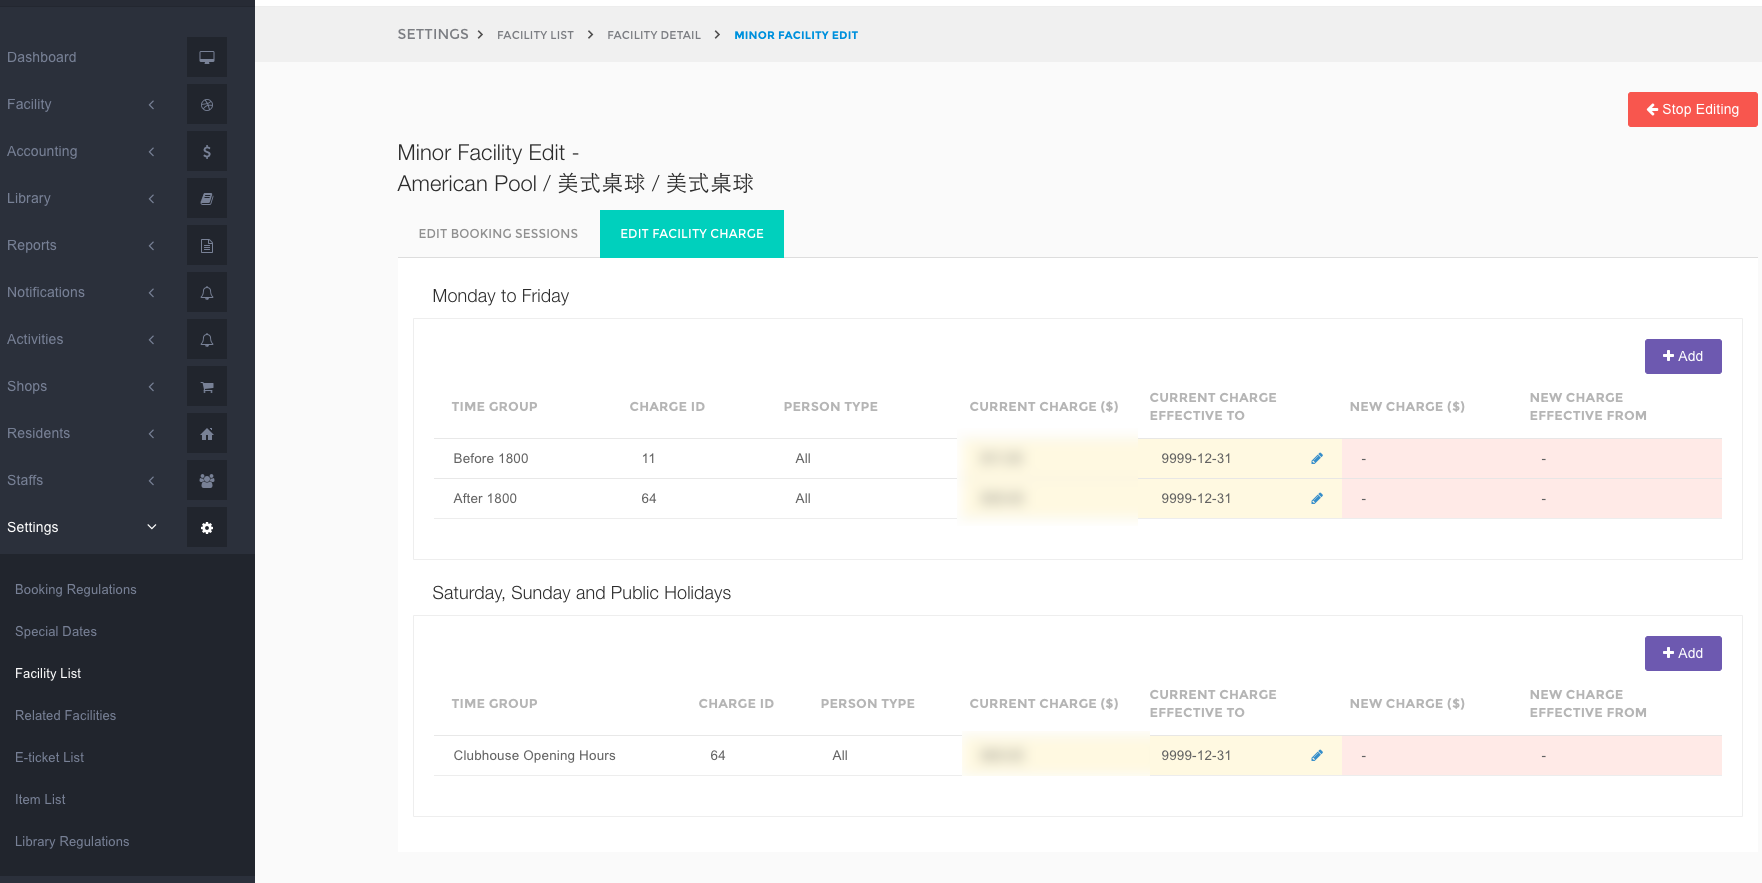 SETTINGS > FACILITY LIST > FACILITY DETAIL > MINOR FACILITY EDIT
Dashboard
Facility
Accounting
Library
Reports
Notifications
Activities
Shops
Residents
Staffs
Settings
Booking Regulations
Special Dates
Facility List
Related Facilities
E-ticket List
Item List
Library Regulations
Stop Editing
Minor Facility Edit -
American Pool / 美式桌球 / 美式桌球
EDIT BOOKING SESSIONS EDIT FACILITY CHARGE
Monday to Friday
+ Add
TIME GROUP CHARGE ID PERSON TYPE CURRENT CHARGE ($) CURRENT CHARGE EFFECTIVE TO NEW CHARGE ($) NEW CHARGE EFFECTIVE FROM
Before 1800 11 All 9999-12-31 - -
After 1800 64 All 9999-12-31 - -
Saturday, Sunday and Public Holidays
+ Add
TIME GROUP CHARGE ID PERSON TYPE CURRENT CHARGE ($) CURRENT CHARGE EFFECTIVE TO NEW CHARGE ($) NEW CHARGE EFFECTIVE FROM
Clubhouse Opening Hours 64 All 9999-12-31 - -